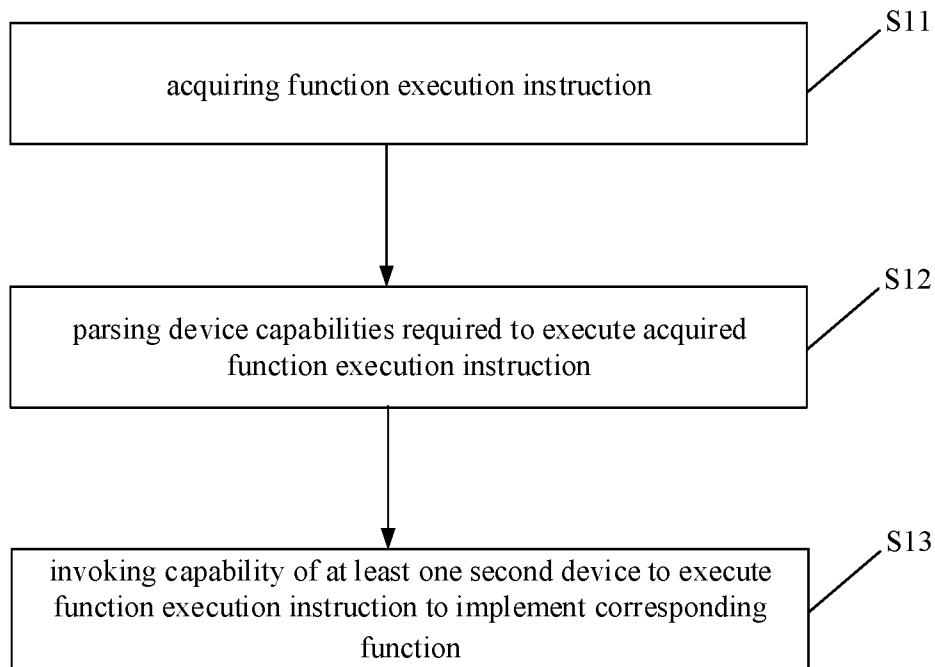 S11
acquiring function execution instruction
S12
parsing device capabilities required to execute acquired
function execution instruction
S13
invoking capability of at least one second device to execute
function execution instruction to implement corresponding
function